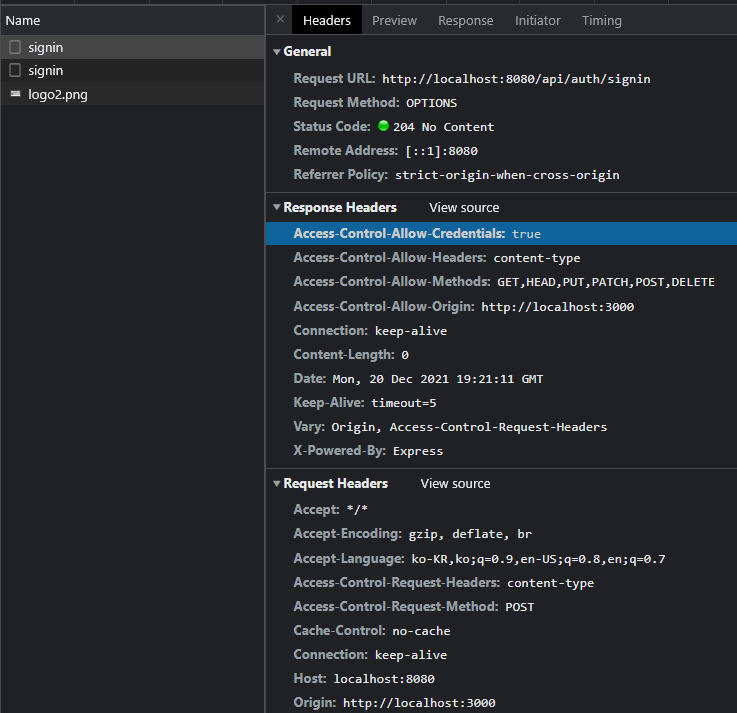 Name
signin
signin
logo2.png
× Headers Preview Response Initiator Timing
General
Request URL: http://localhost:8080/api/auth/signin
Request Method: OPTIONS
Status Code: 204 No Content
Remote Address: [::1]:8080
Referrer Policy: strict-origin-when-cross-origin
Response Headers View source
Access-Control-Allow-Credentials: true
Access-Control-Allow-Headers: content-type
Access-Control-Allow-Methods: GET,HEAD,PUT,PATCH,POST,DELETE
Access-Control-Allow-Origin: http://localhost:3000
Connection: keep-alive
Content-Length: 0
Date: Mon, 20 Dec 2021 19:21:11 GMT
Keep-Alive: timeout=5
Vary: Origin, Access-Control-Request-Headers
X-Powered-By: Express
Request Headers View source
Accept: */*
Accept-Encoding: gzip, deflate, br
Accept-Language: ko-KR,ko;q=0.9,en-US;q=0.8,en;q=0.7
Access-Control-Request-Headers: content-type
Access-Control-Request-Method: POST
Cache-Control: no-cache
Connection: keep-alive
Host: localhost:8080
Origin: http://localhost:3000